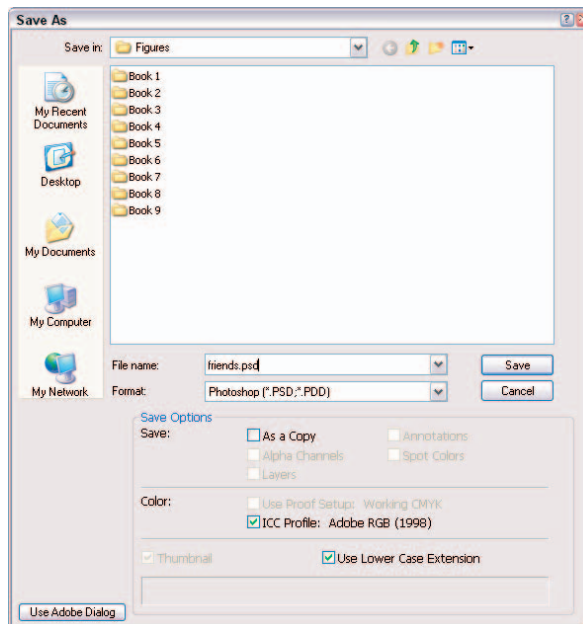 Save As
Save in: Figures
My Recent Documents
Desktop
My Documents
My Computer
My Network
Book 1
Book 2
Book 3
Book 4
Book 5
Book 6
Book 7
Book 8
Book 9
File name: friends.psd Save
Format: Photoshop (*.PSD;*.PDD) Cancel
Save Options
Save: As a Copy Annotations
Alpha Channels Spot Colors
Layers
Color: Use Proof Setup: Working CMYK
ICC Profile: Adobe RGB (1998)
Thumbnail Use Lower Case Extension
Use Adobe Dialog